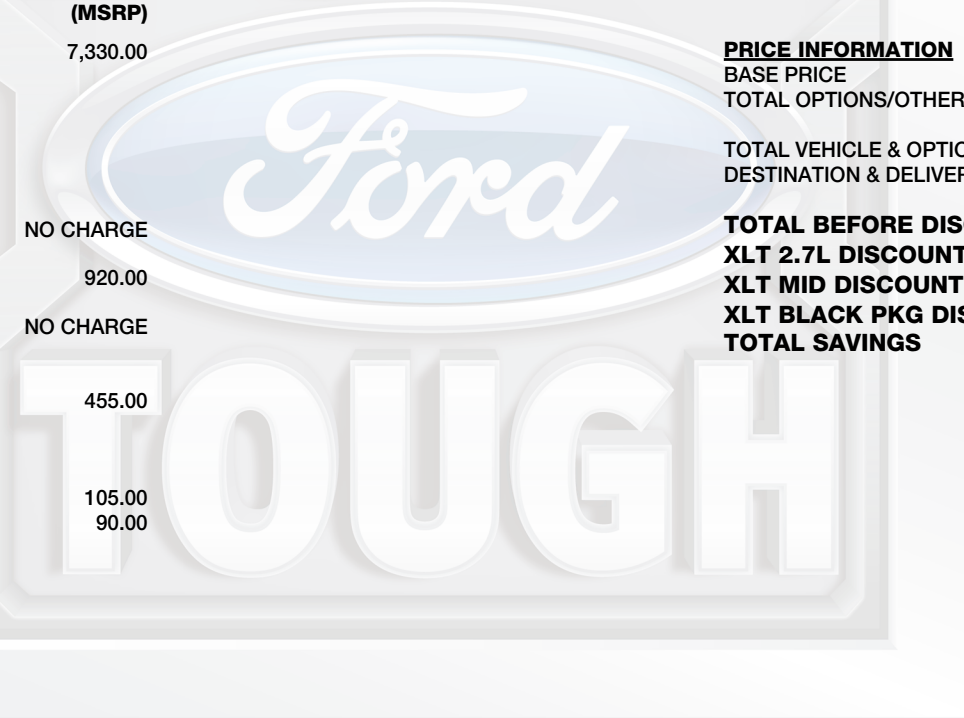 (MSRP)
7,330.00
NO CHARGE
920.00
NO CHARGE
455.00
105.00
90.00
PRICE INFORMATION
BASE PRICE
TOTAL OPTIONS/OTHER
TOTAL VEHICLE & OPTIO
DESTINATION & DELIVER
TOTAL BEFORE DIS
XLT 2.7L DISCOUNT
XLT MID DISCOUNT
XLT BLACK PKG DIS
TOTAL SAVINGS
Ford
TOUGH